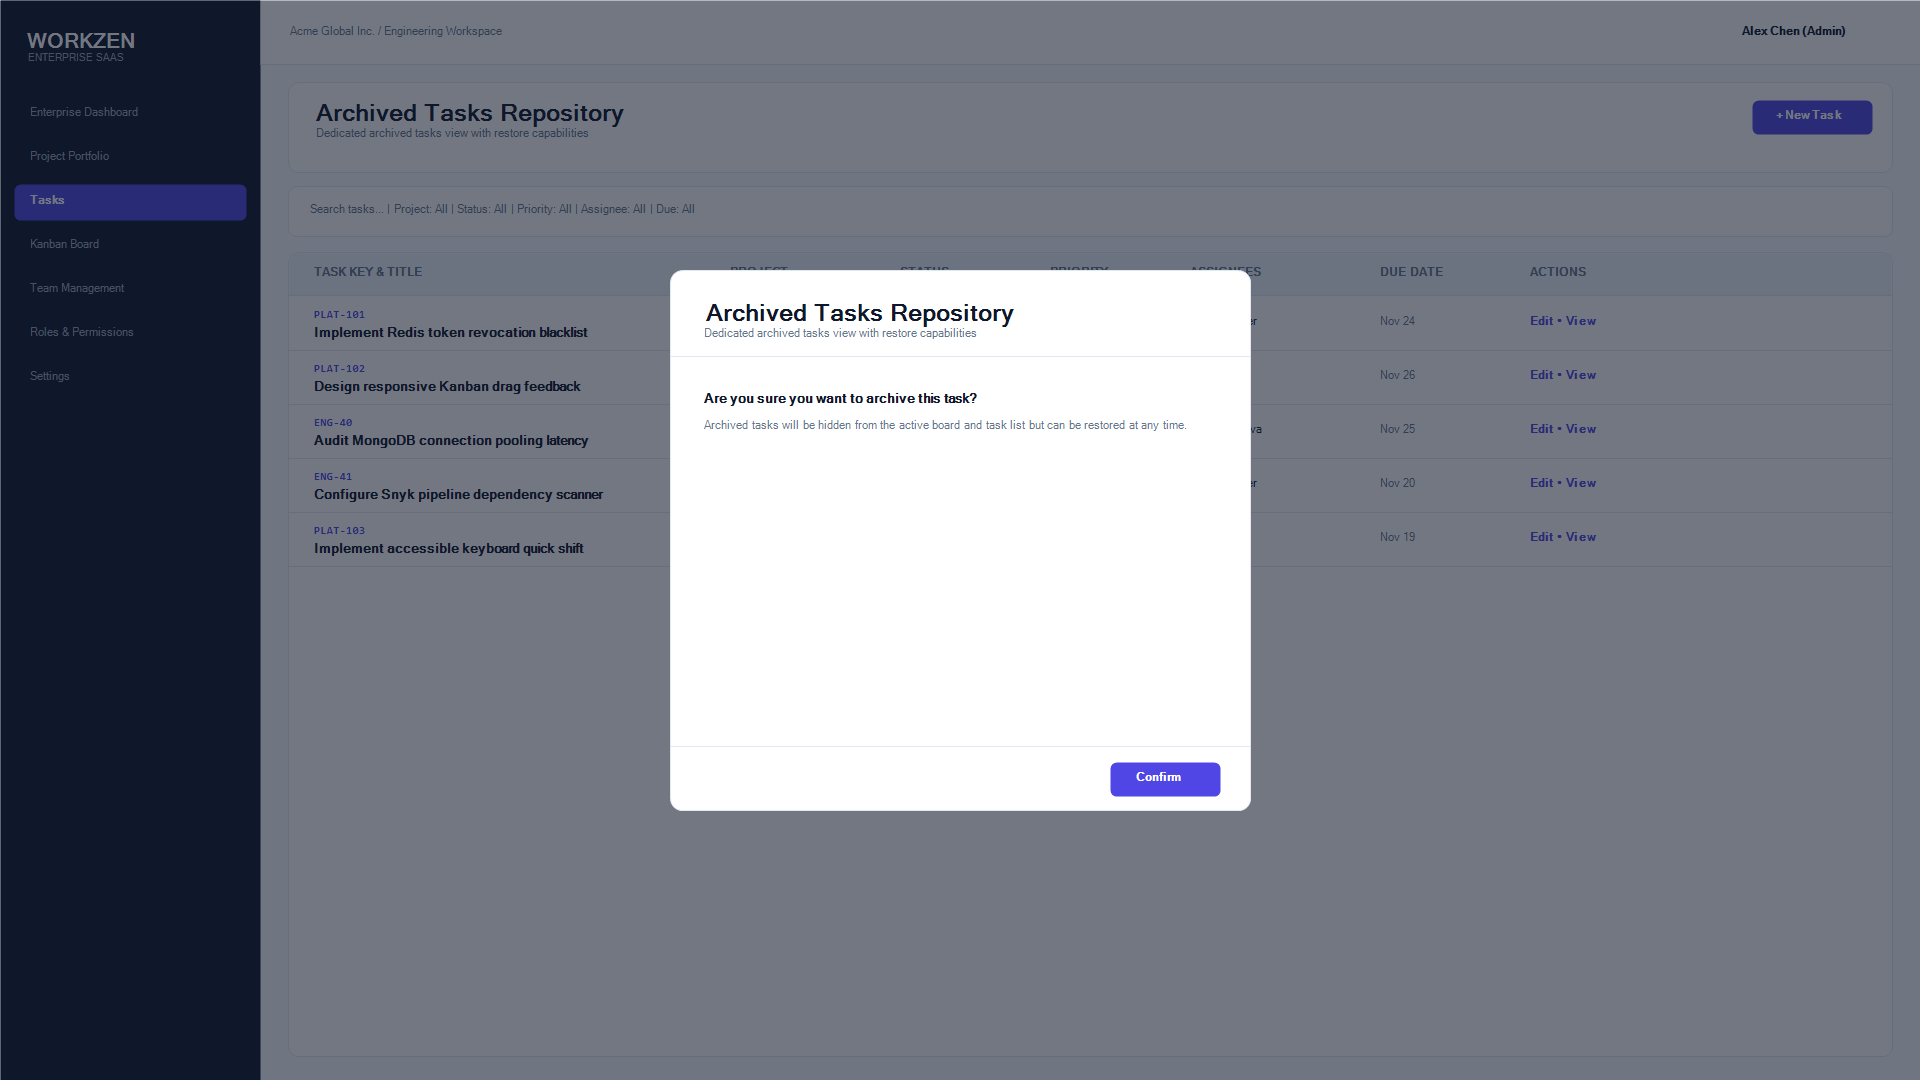 WORKZEN
ENTERPRISE SAAS
Enterprise Dashboard
Project Portfolio
Tasks
Kanban Board
Team Management
Roles & Permissions
Settings
Acme Global Inc. / Engineering Workspace
Alex Chen (Admin)
Archived Tasks Repository
Dedicated archived tasks view with restore capabilities
+ New Task
Search tasks... | Project: All | Status: All | Priority: All | Assignee: All | Due: All
TASK KEY & TITLE PROJECT STATUS PRIORITY ASSIGNEES DUE DATE ACTIONS
PLAT-101
Implement Redis token revocation blacklist
Nov 24 Edit • View
PLAT-102
Design responsive Kanban drag feedback
Nov 26 Edit • View
ENG-40
Audit MongoDB connection pooling latency
Nov 25 Edit • View
ENG-41
Configure Snyk pipeline dependency scanner
Nov 20 Edit • View
PLAT-103
Implement accessible keyboard quick shift
Nov 19 Edit • View
Archived Tasks Repository
Dedicated archived tasks view with restore capabilities
Are you sure you want to archive this task?
Archived tasks will be hidden from the active board and task list but can be restored at any time.
Confirm